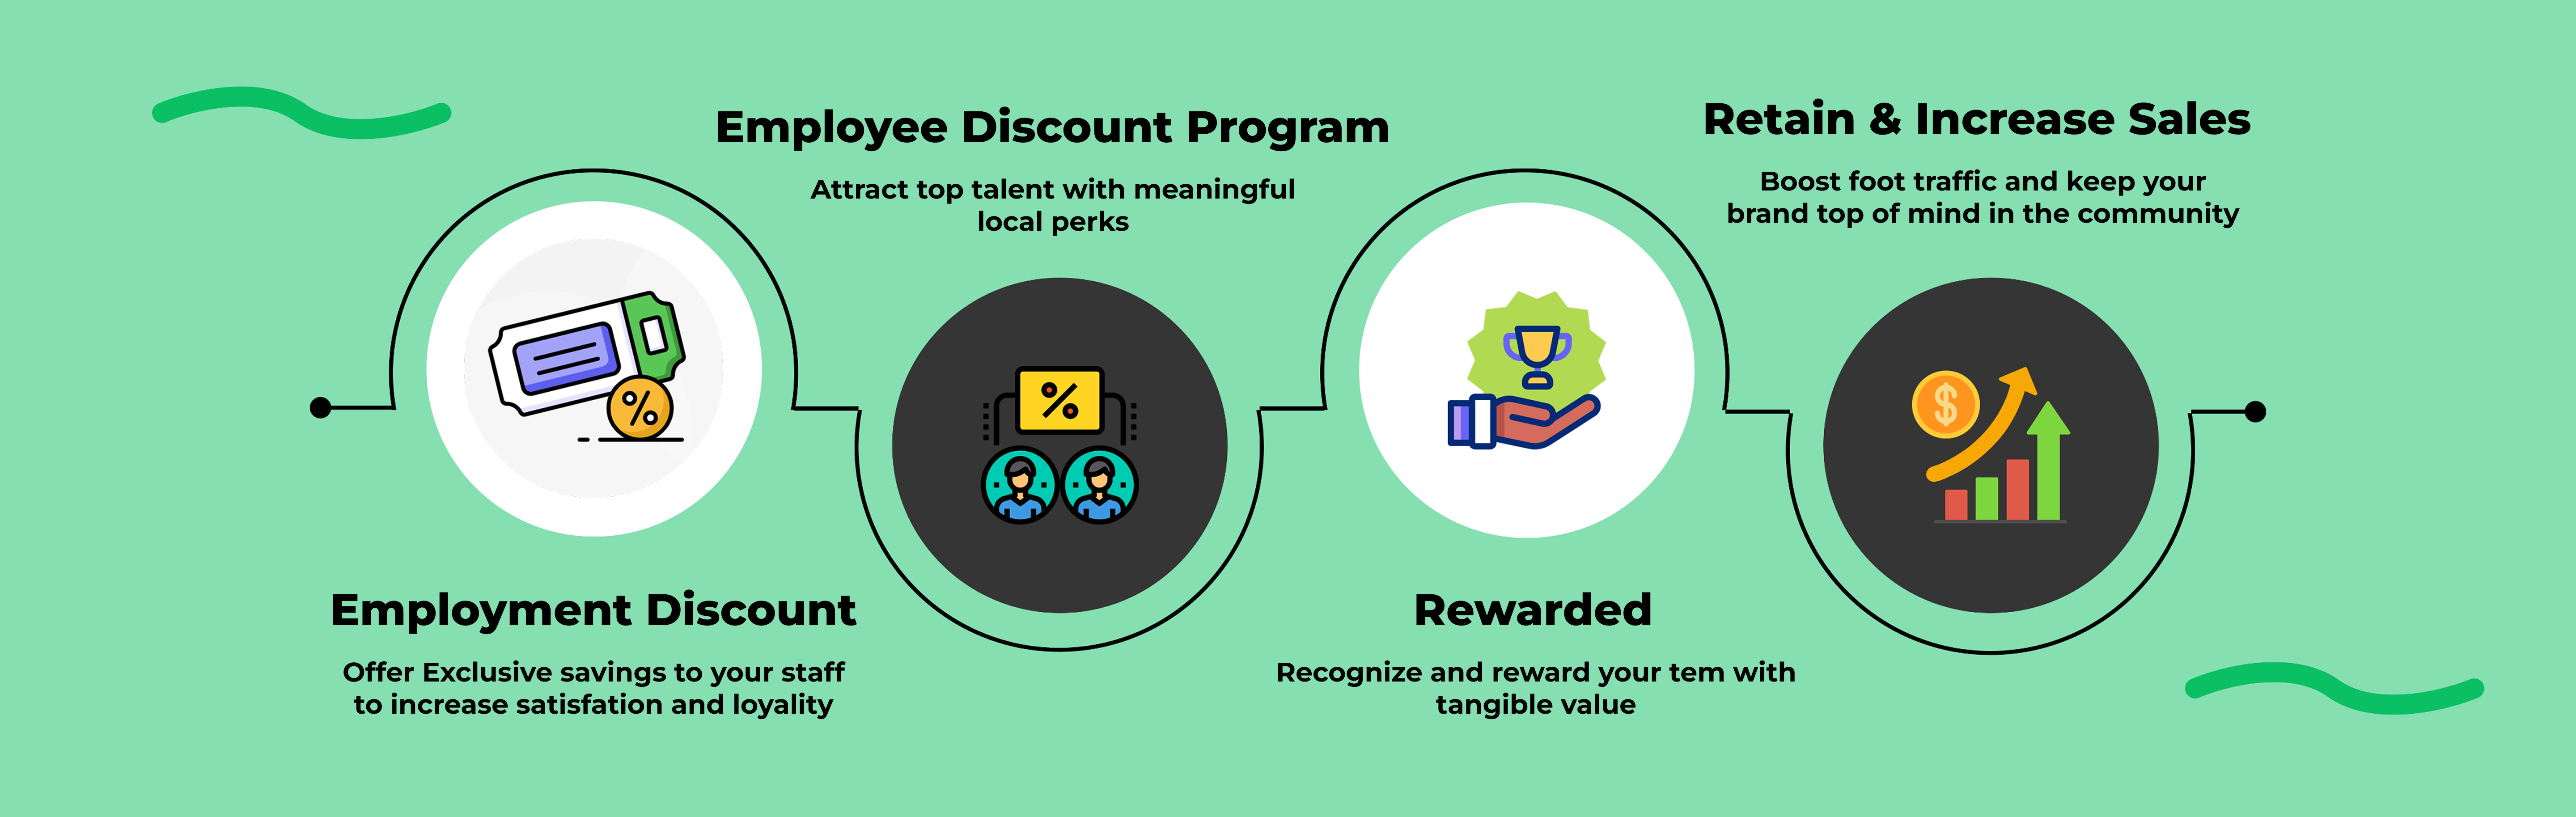 Employment Discount
Offer Exclusive savings to your staff
to increase satisfation and loyality
Employee Discount Program
Attract top talent with meaningful
local perks
%
%
Rewarded
Recognize and reward your tem with
tangible value
Retain & Increase Sales
Boost foot traffic and keep your
brand top of mind in the community
$